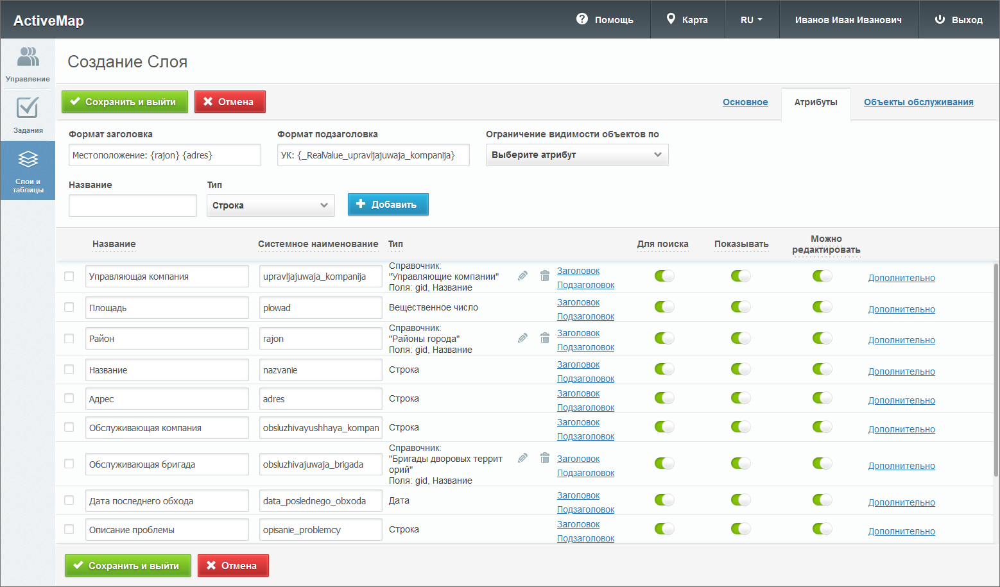 ActiveMap
Помощь
Карта
RU
Иванов Иван Иванович
Выход
Управление
Задания
Слои и
таблицы
Создание Слоя
Сохранить и выйти
Отмена
Основное
Атрибуты
Объекты обслуживания
Формат заголовка
Формат подзаголовка
Ограничение видимости объектов по
Местоположение: {rajon} {adres}
УК: {_RealValue_upravljajuwaja_kompanija}
Выберите атрибут
Название
Тип
Строка
Добавить
Название
Системное наименование
Тип
Для поиска
Показывать
Можно
редактировать
Управляющая компания
upravljajuwaja_kompanija
Справочник:
"Управляющие компании"
Поля: gid, Название
Заголовок
Подзаголовок
Дополнительно
Площадь
plowad
Вещественное число
Заголовок
Подзаголовок
Дополнительно
Район
rajon
Справочник:
"Районы города"
Поля: gid, Название
Заголовок
Подзаголовок
Дополнительно
Название
nazvanie
Строка
Заголовок
Подзаголовок
Дополнительно
Адрес
adres
Строка
Заголовок
Подзаголовок
Дополнительно
Обслуживающая компания
obsluzhivayushhaya_kompan
Строка
Заголовок
Подзаголовок
Дополнительно
Обслуживающая бригада
obsluzhivajuwaja_brigada
Справочник:
"Бригады дворовых террит
орий"
Поля: gid, Название
Заголовок
Подзаголовок
Дополнительно
Дата последнего обхода
data_poslednego_obxoda
Дата
Заголовок
Подзаголовок
Дополнительно
Описание проблемы
opisanie_problemcy
Строка
Заголовок
Подзаголовок
Дополнительно
Сохранить и выйти
Отмена